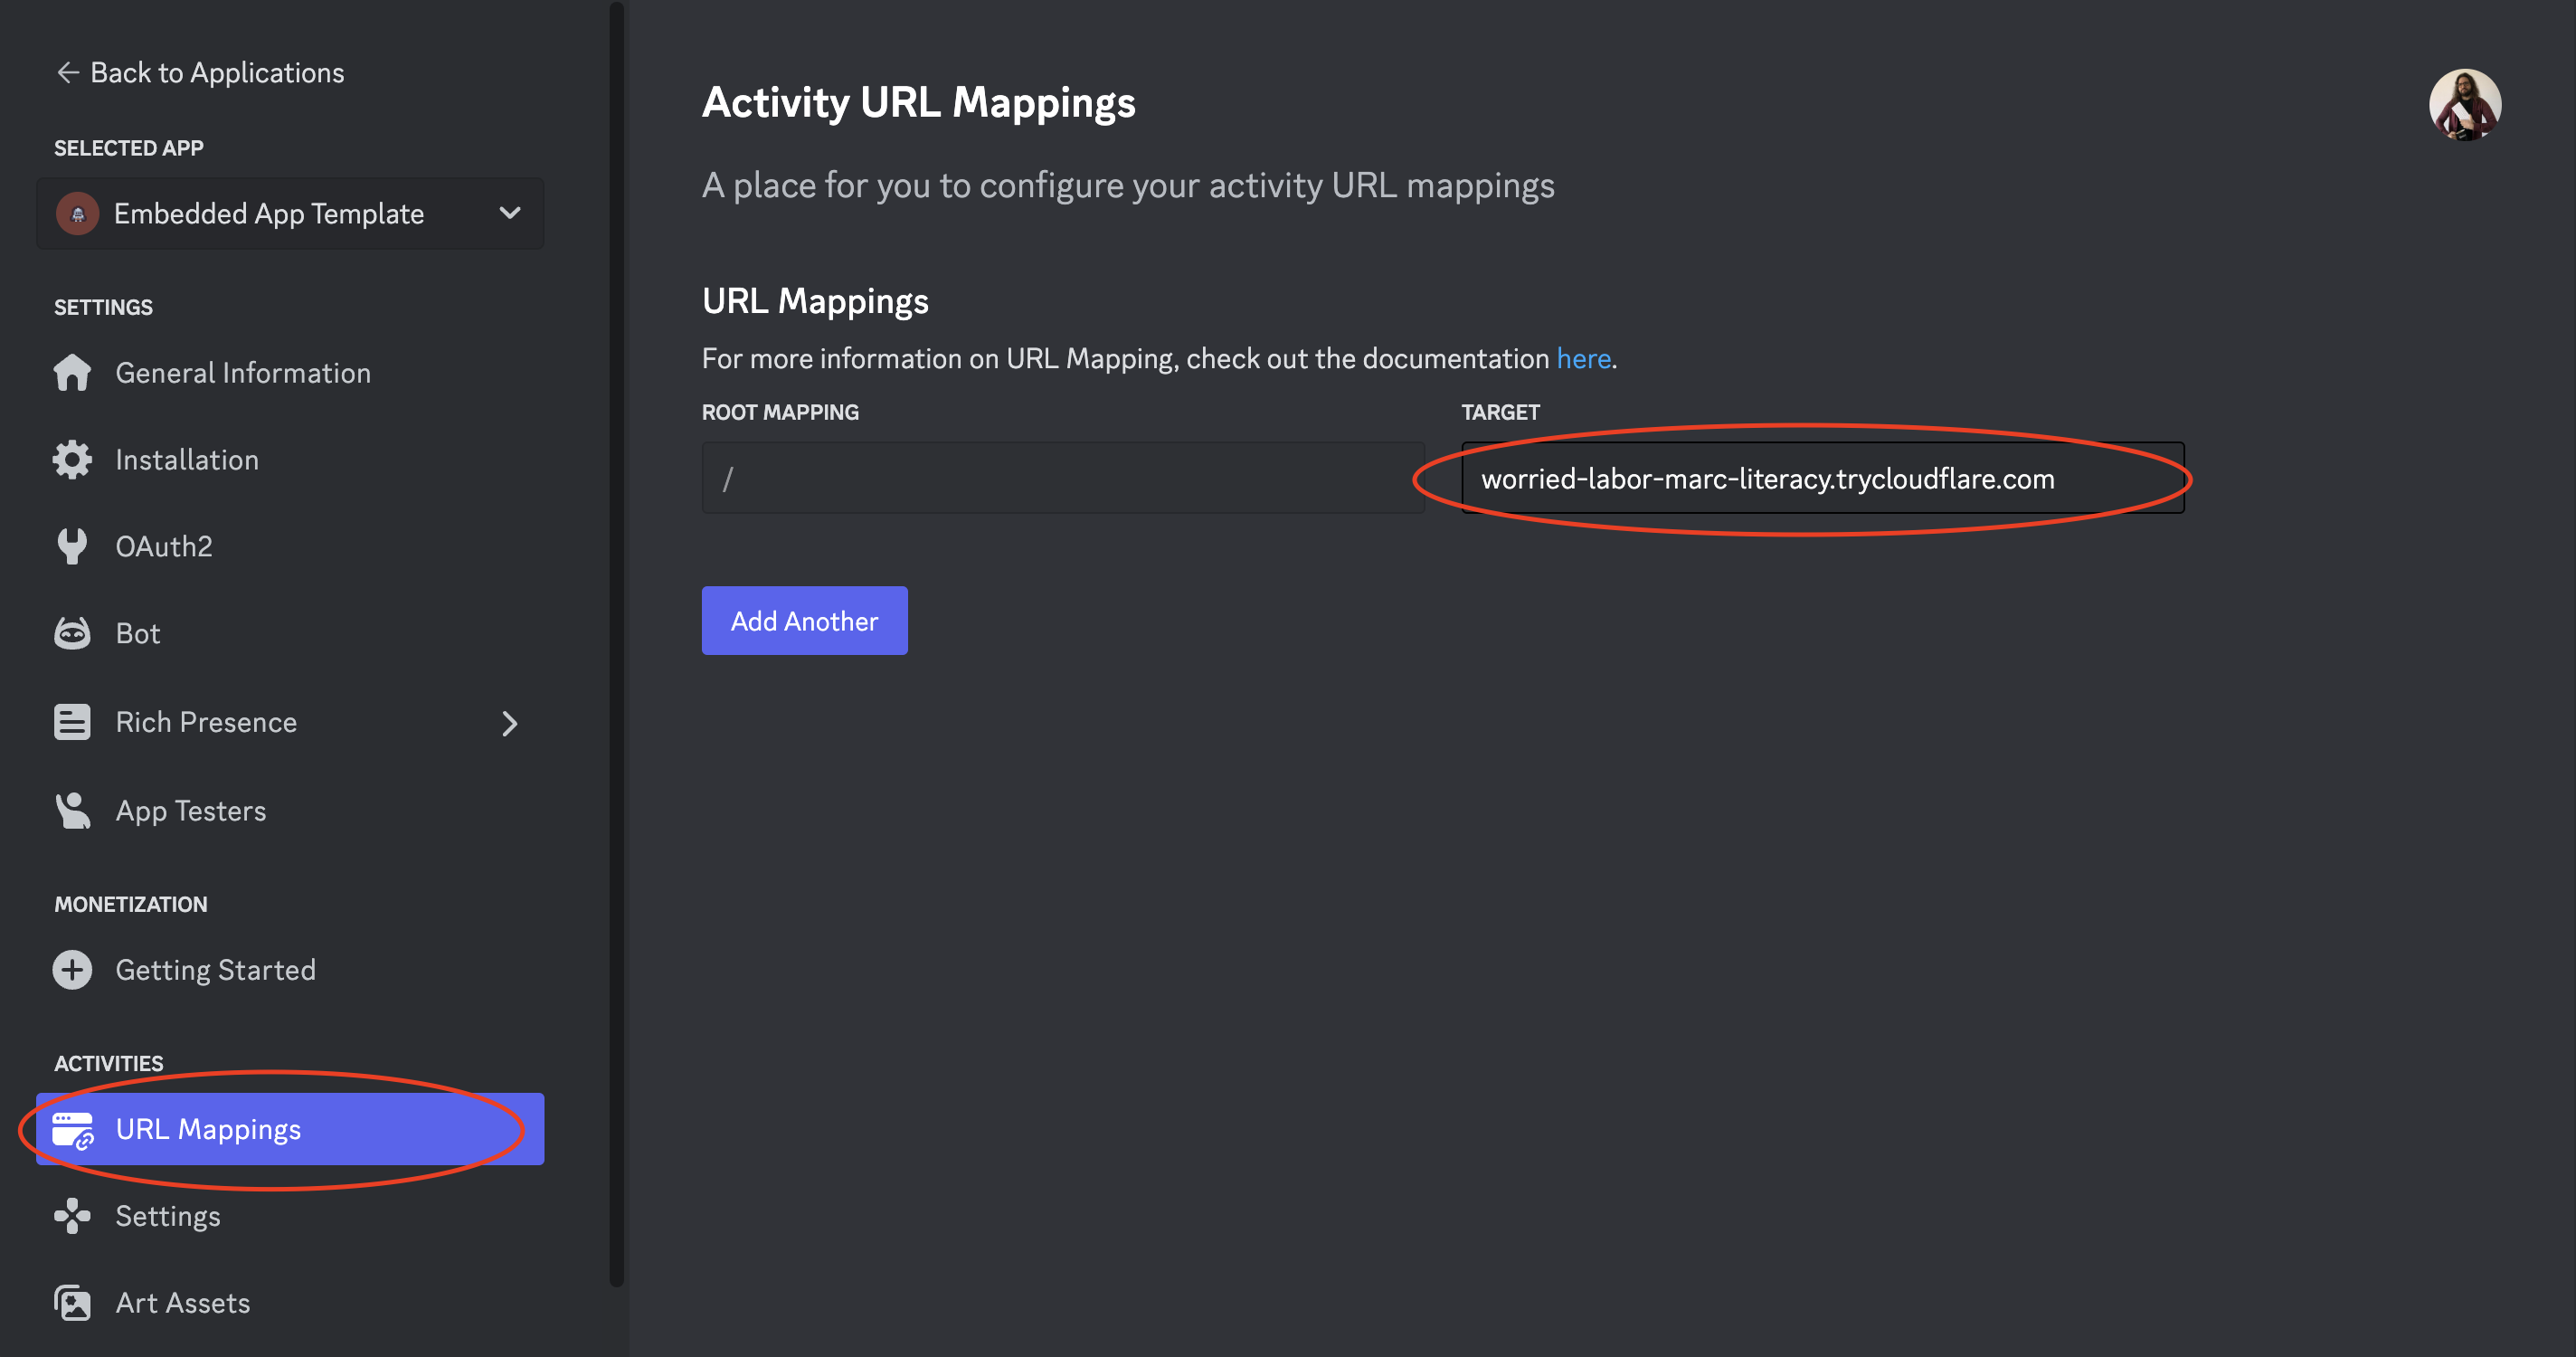 ← Back to Applications
SELECTED APP
Embedded App Template
SETTINGS
General Information
Installation
OAuth2
Bot
Rich Presence
App Testers
MONETIZATION
Getting Started
ACTIVITIES
URL Mappings
Settings
Art Assets
Activity URL Mappings
A place for you to configure your activity URL mappings
URL Mappings
For more information on URL Mapping, check out the documentation here.
ROOT MAPPING
/
TARGET
worried-labor-marc-literacy.trycloudflare.com
Add Another